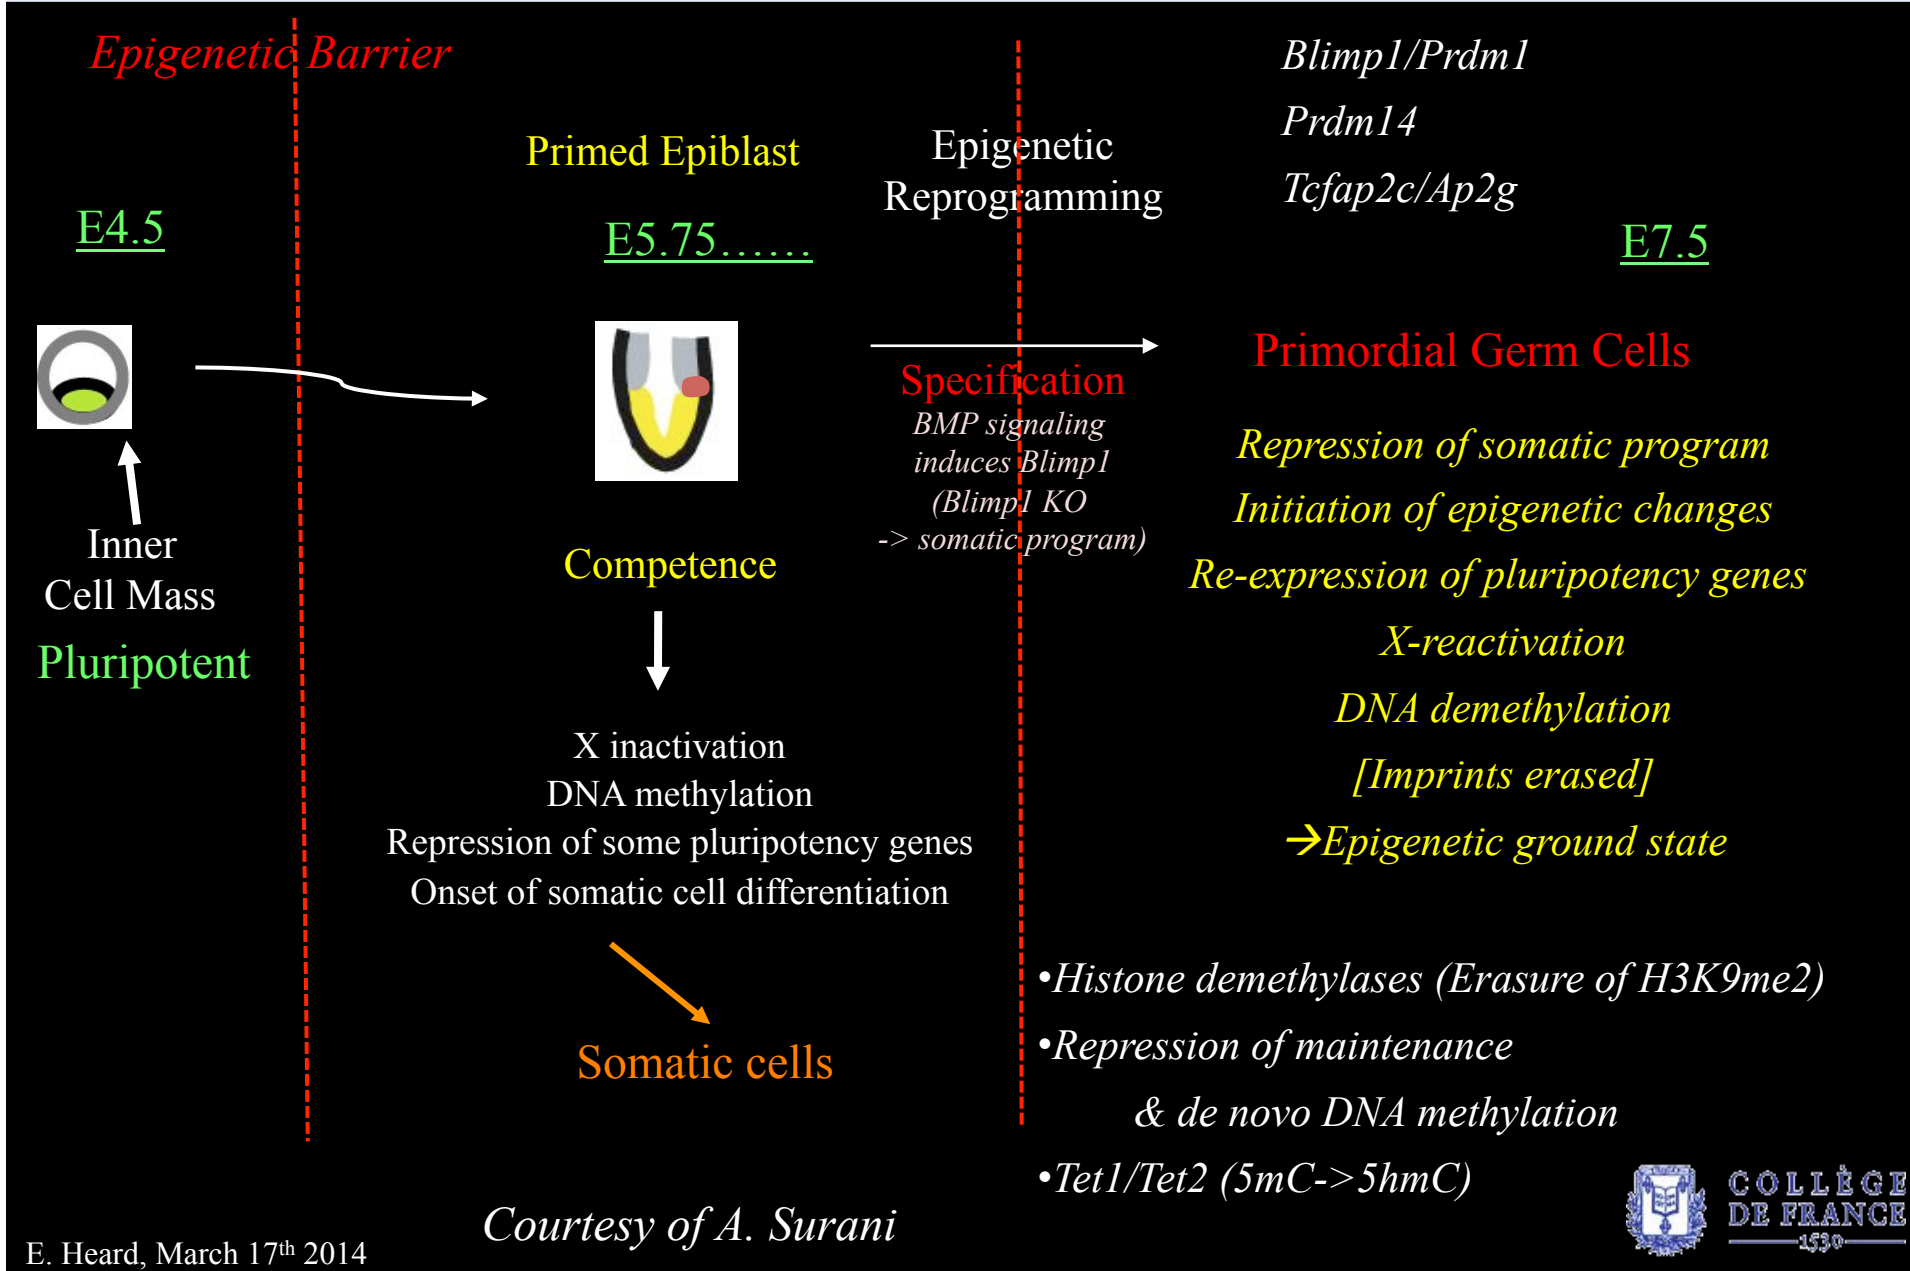 Epigenetic Barrier
E4.5
Inner
Cell Mass
Pluripotent
Primed Epiblast
E5.75......
Competence
X inactivation
DNA methylation
Repression of some pluripotency genes
Onset of somatic cell differentiation
Somatic cells
Epigenetic
Reprogramming
Specification
BMP signaling
induces Blimp1
(Blimp1 KO
-> somatic program)
Blimp1/Prdm1
Prdm14
Tcfap2c/Ap2g
E7.5
Primordial Germ Cells
Repression of somatic program
Initiation of epigenetic changes
Re-expression of pluripotency genes
X-reactivation
DNA demethylation
[Imprints erased]
→Epigenetic ground state
•Histone demethylases (Erasure of H3K9me2)
•Repression of maintenance
& de novo DNA methylation
•Tet1/Tet2 (5mC->5hmC)
Courtesy of A. Surani
E. Heard, March 17th 2014
COLLÈGE
DE FRANCE
1530